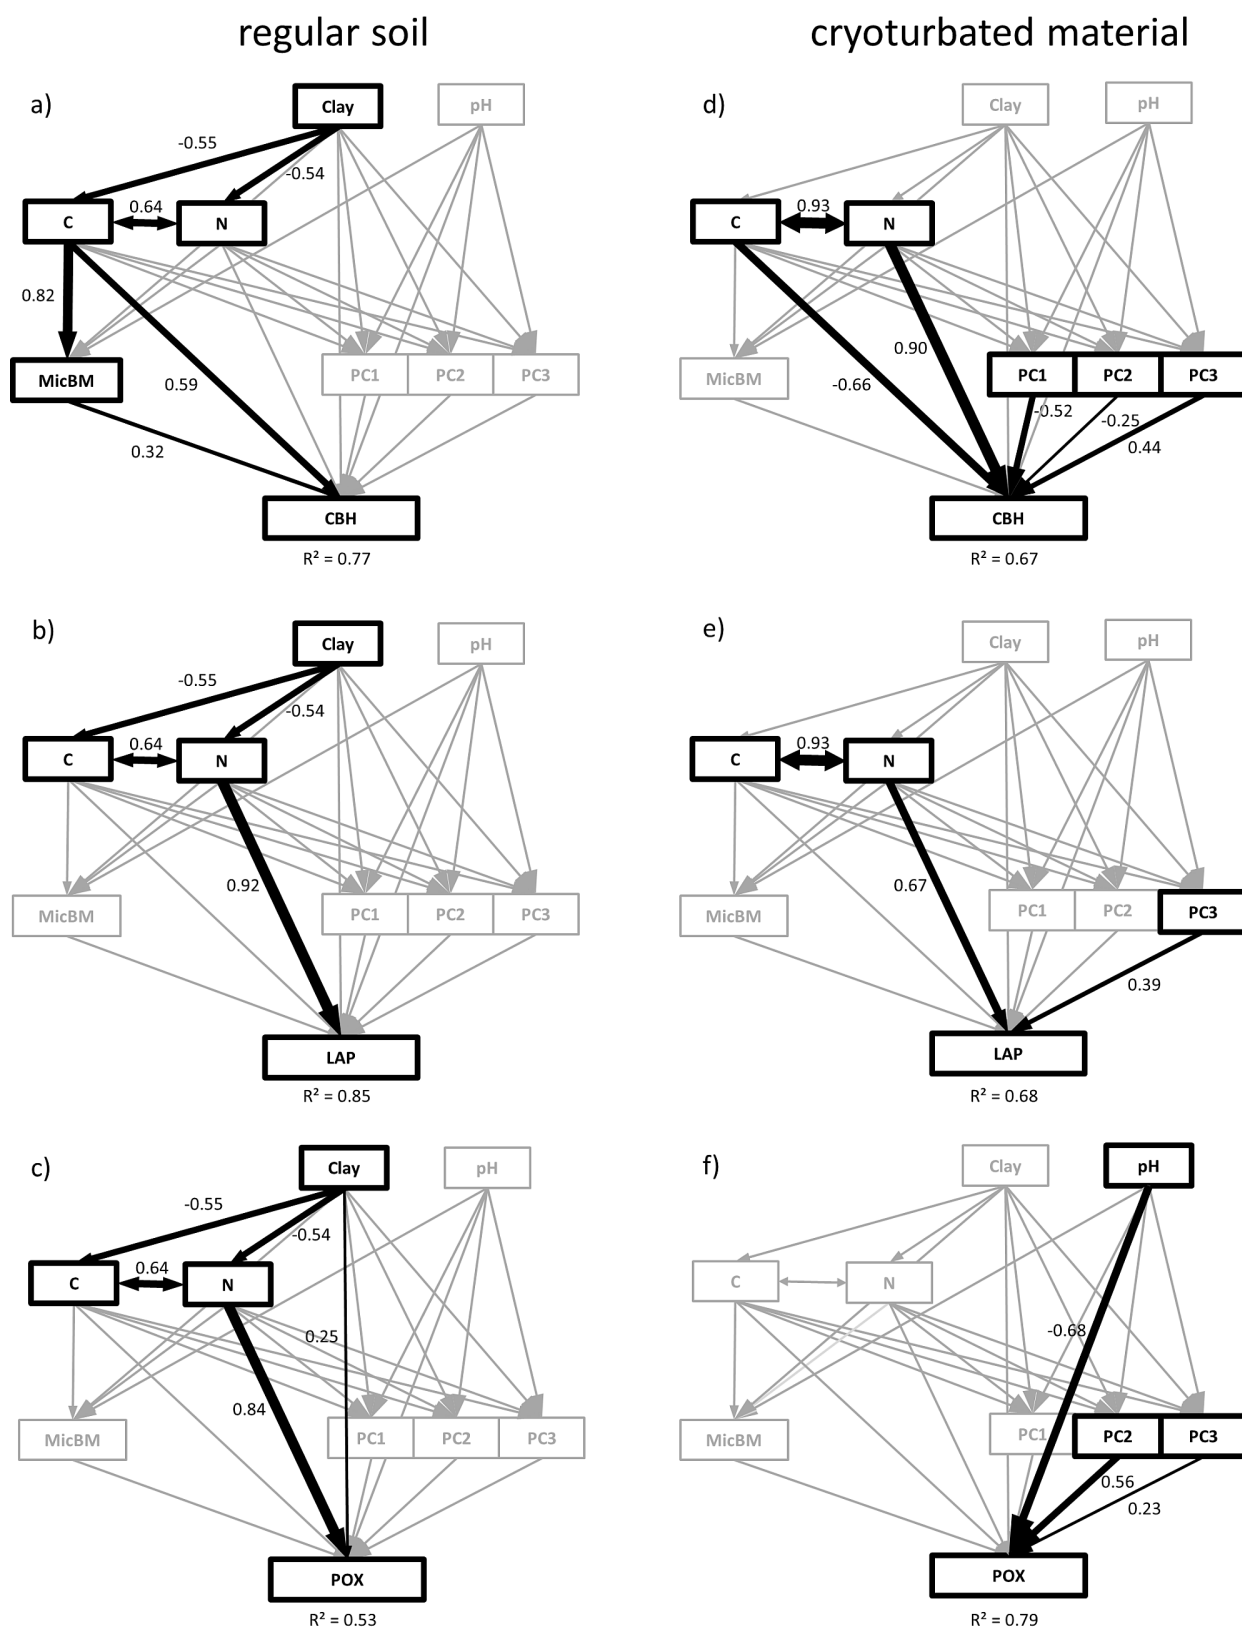 regular soil
cryoturbated material
a)
Clay
pH
-0.55
-0.54
C
0.64
N
0.82
MicBM
0.59
PC1
PC2
PC3
0.32
CBH
R² = 0.77
d)
Clay
pH
C
0.93
N
0.90
MicBM
-0.66
PC1
PC2
PC3
-0.52
-0.25
0.44
CBH
R² = 0.67
b)
Clay
pH
-0.55
-0.54
C
0.64
N
0.92
MicBM
PC1
PC2
PC3
LAP
R² = 0.85
e)
Clay
pH
C
0.93
N
0.67
MicBM
PC1
PC2
PC3
0.39
LAP
R² = 0.68
c)
Clay
pH
-0.55
-0.54
C
0.64
N
0.25
0.84
MicBM
PC1
PC2
PC3
POX
R² = 0.53
f)
Clay
pH
C
N
-0.68
MicBM
PC1
PC2
PC3
0.56
0.23
POX
R² = 0.79